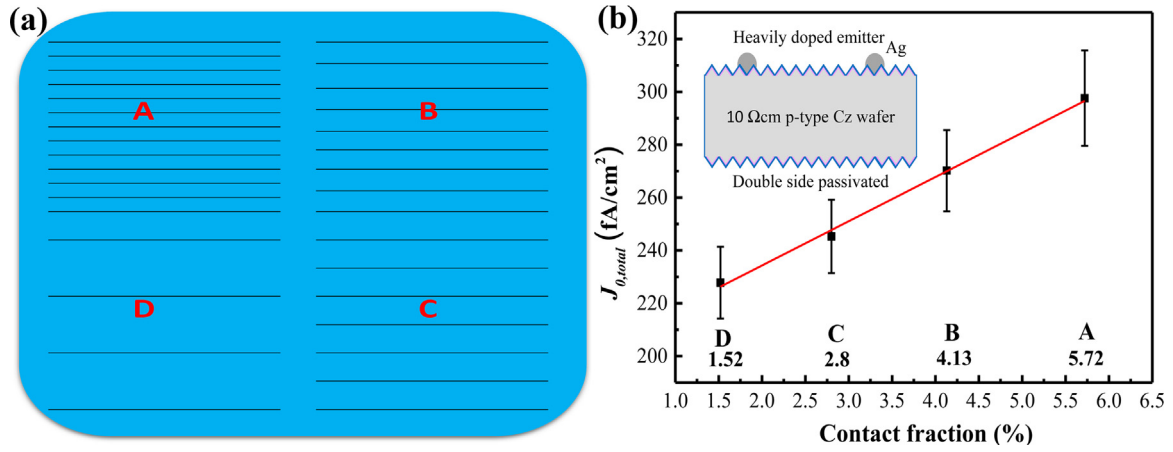 (a)
A
B
D
C
(b)
J0,total (fA/cm²)
320
300
280
260
240
220
200
Heavily doped emitter
Ag
10 Ωcm p-type Cz wafer
Double side passivated
D
C
B
A
1.52
2.8
4.13
5.72
1.0 1.5 2.0 2.5 3.0 3.5 4.0 4.5 5.0 5.5 6.0 6.5
Contact fraction (%)